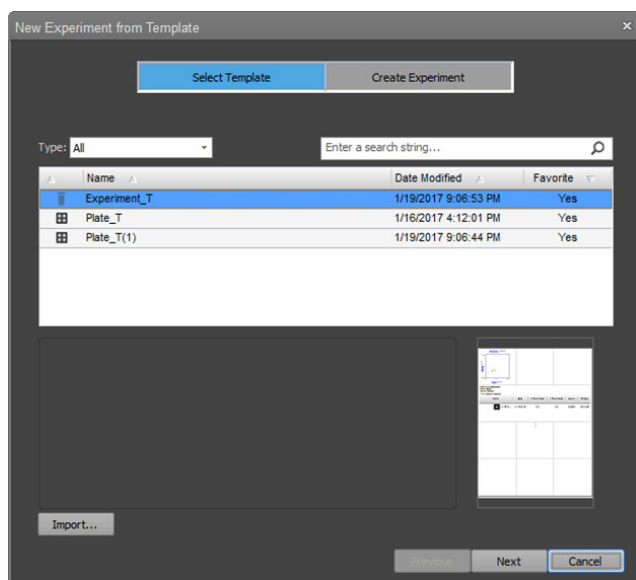 New Experiment from Template
Select Template Create Experiment
Type: All Enter a search string...
Name Date Modified Favorite
Experiment_T 1/19/2017 9:06:53 PM Yes
Plate_T 1/16/2017 4:12:01 PM Yes
Plate_T(1) 1/19/2017 9:06:44 PM Yes
Import...
Previous Next Cancel